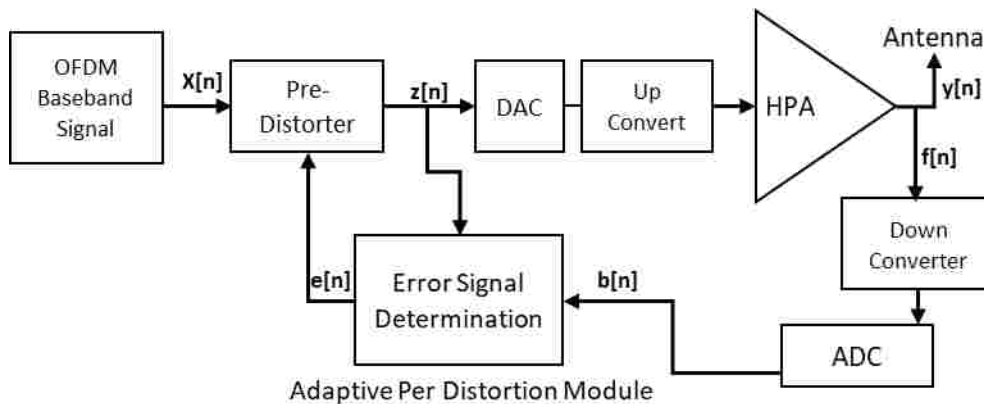 OFDM
Baseband
Signal
X[n]
Pre-
Distorter
z[n]
DAC
Up
Convert
HPA
Antenna
y[n]
f[n]
Down
Converter
ADC
b[n]
Error Signal
Determination
e[n]
Adaptive Per Distortion Module